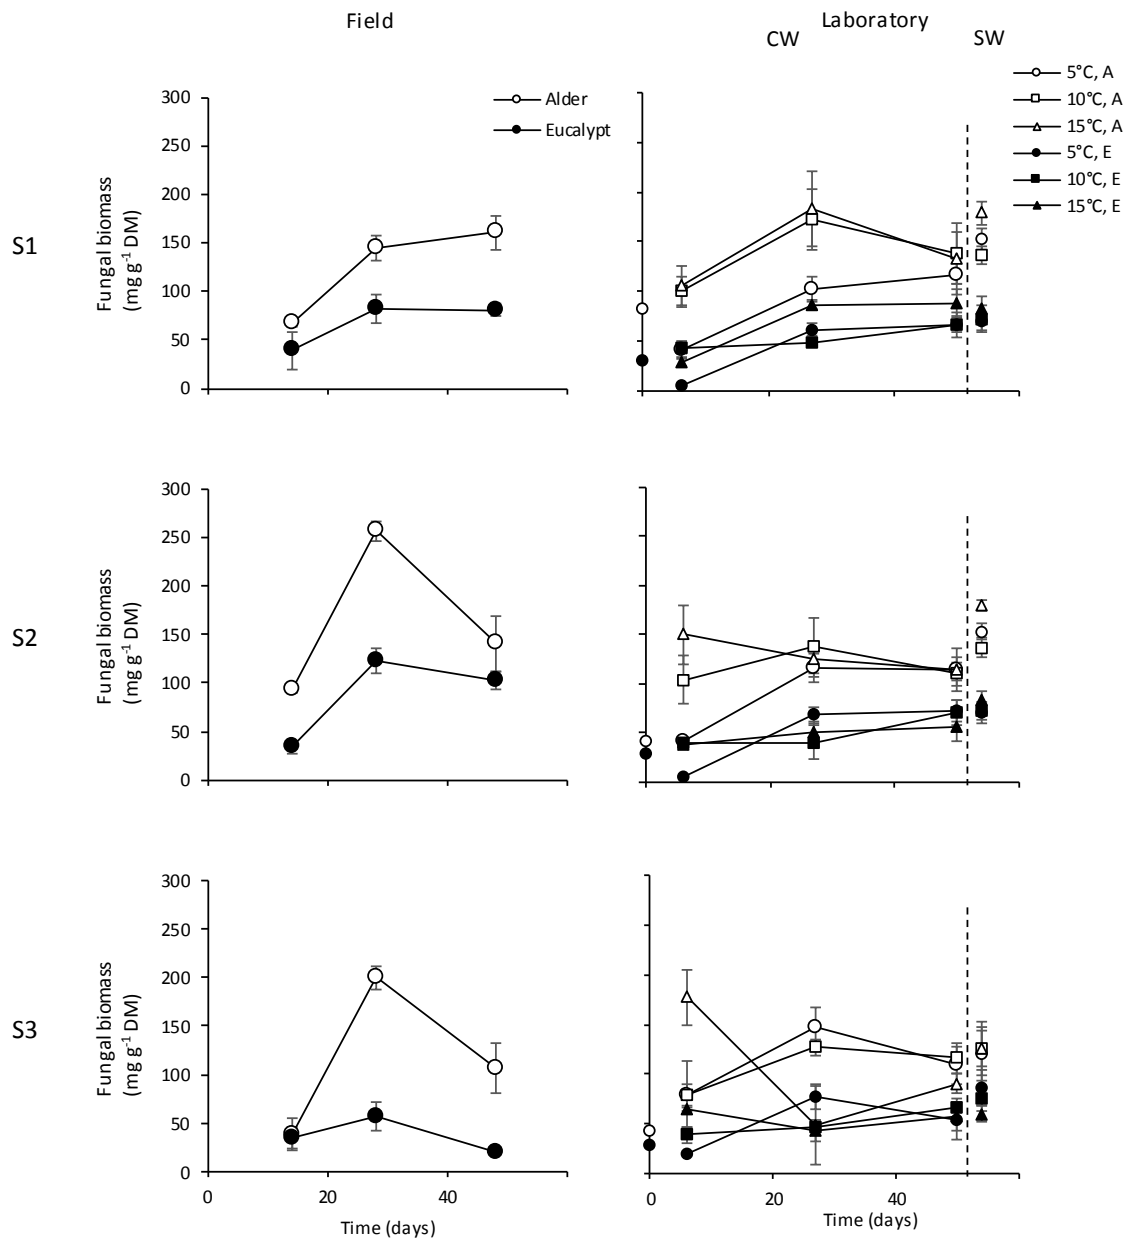 Field
Laboratory
CW
SW
S1
Fungal biomass
(mg g-1 DM)
300
250
200
150
100
50
0
Alder
Eucalypt
5°C, A
10°C, A
15°C, A
5°C, E
10°C, E
15°C, E
S2
Fungal biomass
(mg g-1 DM)
300
250
200
150
100
50
0
S3
Fungal biomass
(mg g-1 DM)
300
250
200
150
100
50
0
0 20 40
Time (days)
0 20 40
Time (days)